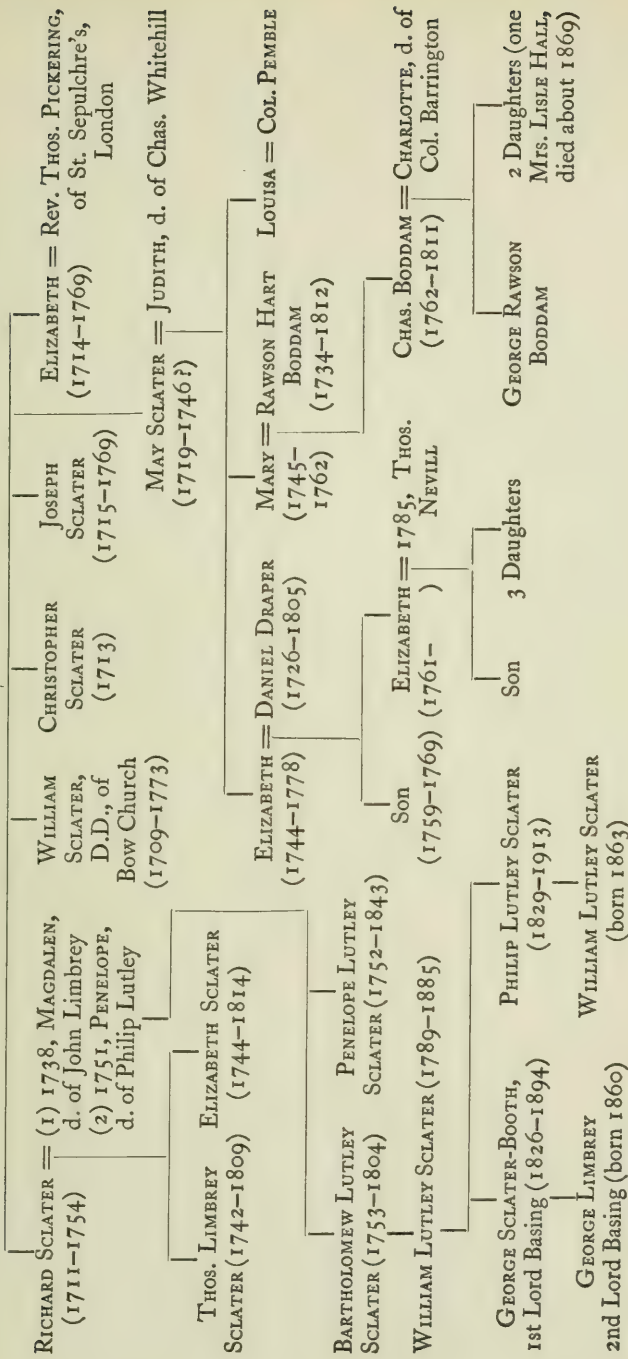 RICHARD SCLATER = (1) 1738, MAGDALEN,
(1711–1754) d. of John Limbrey
(2) 1751, PENELOPE,
d. of Philip Lutley
WILLIAM
SCLATER,
D.D., of
Bow Church
(1709–1773)
CHRISTOPHER
SCLATER
(1713)
JOSEPH
SCLATER
(1715–1769)
ELIZABETH = REV. THOS. PICKERING,
(1714–1769) of St. Sepulchre's,
London
MAY SCLATER = JUDITH, d. of Chas. Whitehill
(1719–1746?)
THOS. LIMBREY
SCLATER (1742–1809)
ELIZABETH SCLATER
(1744–1814)
ELIZABETH = DANIEL DRAPER
(1744–1778) (1726–1805)
MARY = RAWSON HART
(1745– BODDAM
1762) (1734–1812)
LOUISA = COL. PEMBLE
BARTHOLOMEW LUTLEY
SCLATER (1753–1804)
PENELOPE LUTLEY
SCLATER (1752–1843)
Son
(1759–1769)
ELIZABETH = 1785, THOS.
(1761– ) NEVILL
CHAS. BODDAM = CHARLOTTE, d. of
(1762–1811) Col. Barrington
WILLIAM LUTLEY SCLATER (1789–1885)
Son
3 Daughters
GEORGE RAWSON
BODDAM
2 Daughters (one
MRS. LISLE HALL,
died about 1869)
GEORGE SCLATER-BOOTH,
1st Lord Basing (1826–1894)
PHILIP LUTLEY SCLATER
(1829–1913)
GEORGE LIMBREY
2nd Lord Basing (born 1860)
WILLIAM LUTLEY SCLATER
(born 1863)